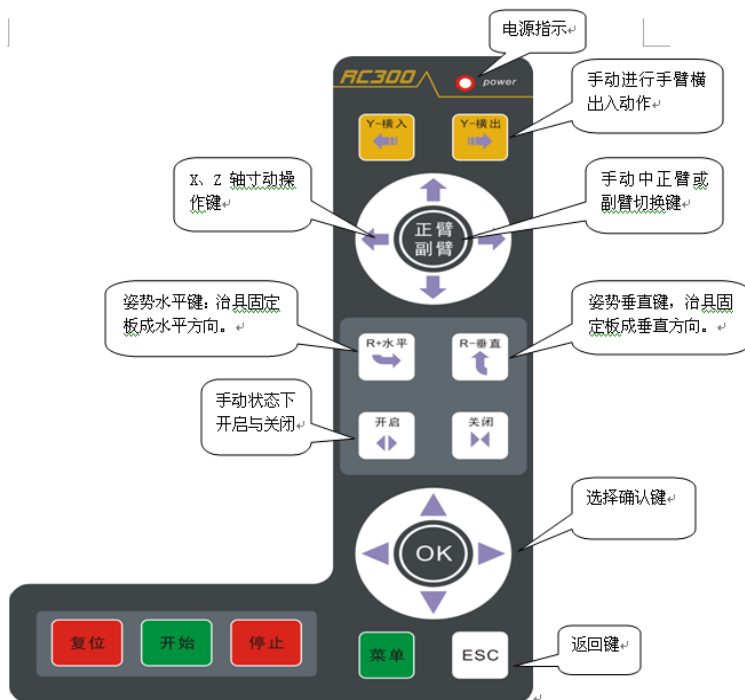 电源指示
RC300
power
手动进行手臂横
出入动作
Y-横入
Y-横出
X、Z 轴寸动操
作键
手动中正臂或
副臂切换键
正臂
副臂
姿势水平键：治具固定
板成水平方向。
姿势垂直键，治具固
定板成垂直方向。
R+水平
R-垂直
手动状态下
开启与关闭
开启
关闭
选择确认键
OK
复位
开始
停止
菜单
ESC
返回键